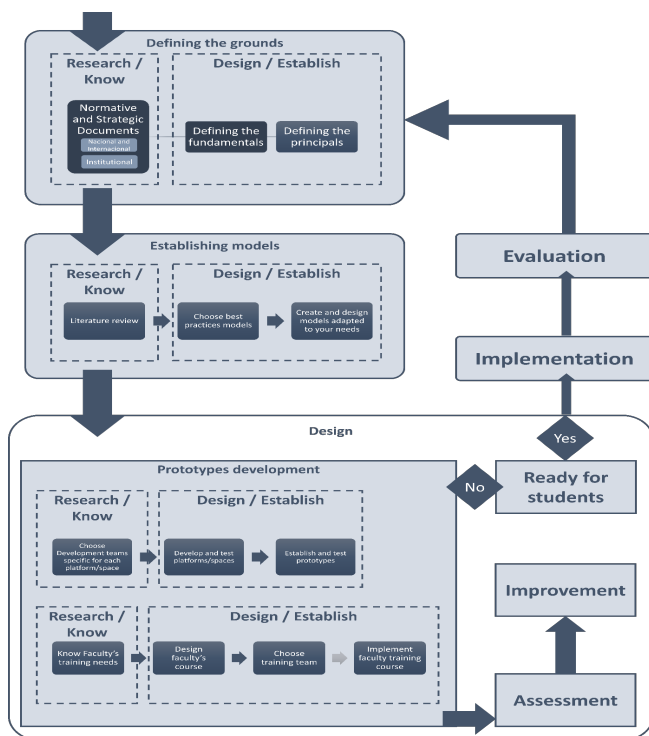 Defining the grounds
Research /
Know
Design / Establish
Normative
and Strategic
Documents
Nacional and
Internacional
Institutional
Defining the
fundamentals
Defining the
principals
Establishing models
Research /
Know
Design / Establish
Literature review
Choose best
practices models
Create and design
models adapted
to your needs
Evaluation
Implementation
Design
Yes
No
Ready for
students
Prototypes development
Research /
Know
Design / Establish
Choose
Development teams
specific for each
platform/space
Develop and test
platforms/spaces
Establish and test
prototypes
Improvement
Research /
Know
Design / Establish
Know Faculty's
training needs
Design
faculty's
course
Choose
training team
Implement
faculty training
course
Assessment